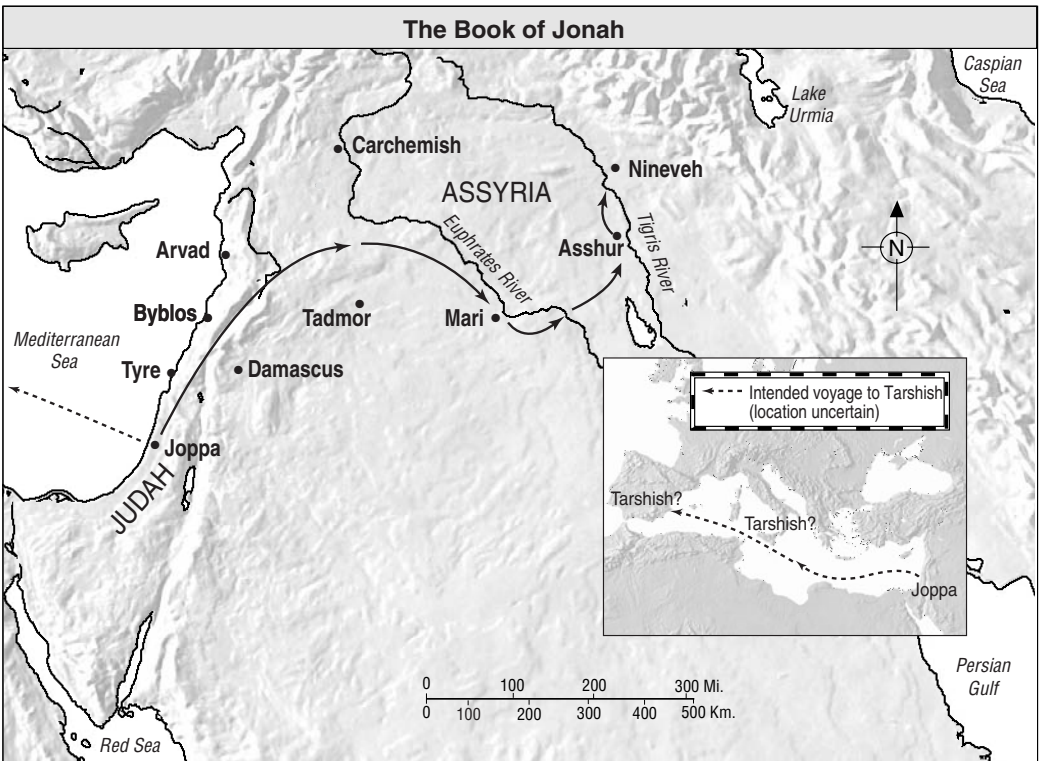 The Book of Jonah
Caspian
Sea
Lake
Urmia
Carchemish
Nineveh
ASSYRIA
Euphrates River
Tigris River
Asshur
N
Arvad
Byblos
Tadmor
Mari
Mediterranean
Sea
Tyre
Damascus
Joppa
JUDAH
Intended voyage to Tarshish
(location uncertain)
Tarshish?
Tarshish?
Joppa
Persian
Gulf
0 100 200 300 Mi.
0 100 200 300 400 500 Km.
Red Sea